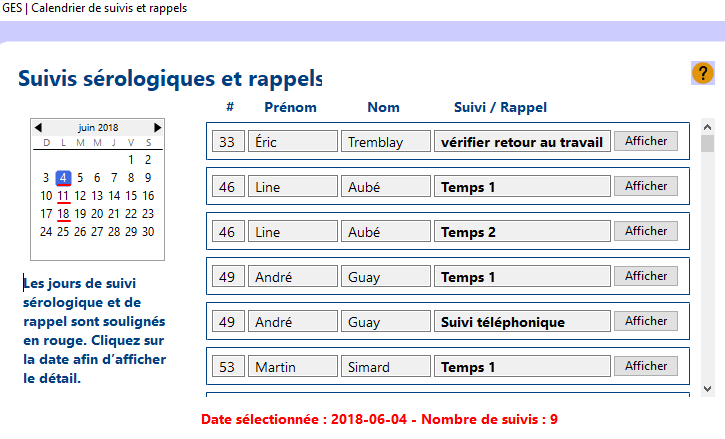 GES | Calendrier de suivis et rappels
Suivis sérologiques et rappels
?
# Prénom Nom Suivi / Rappel
juin 2018
D L M M J V S
1 2
3 4 5 6 7 8 9
10 11 12 13 14 15 16
17 18 19 20 21 22 23
24 25 26 27 28 29 30
Les jours de suivi
sérologique et de
rappel sont soulignés
en rouge. Cliquez sur
la date afin d'afficher
le détail.
33 Éric Tremblay vérifier retour au travail Afficher
46 Line Aubé Temps 1 Afficher
46 Line Aubé Temps 2 Afficher
49 André Guay Temps 1 Afficher
49 André Guay Suivi téléphonique Afficher
53 Martin Simard Temps 1 Afficher
Date sélectionnée : 2018-06-04 - Nombre de suivis : 9